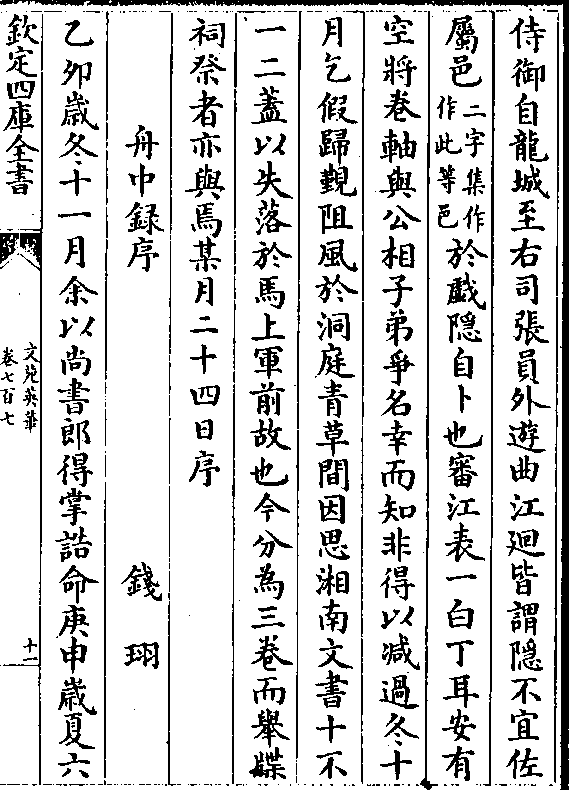 侍御自龍城至右司張員外遊曲江廻皆謂隱不宜佐
屬邑二字集作作此等邑於戲隱自卜也審江表一白丁耳安有
空將卷軸與公相子弟爭名幸而知非得以减過冬十
月乞假歸覲阻風於洞庭青草間因思湘南文書十不
一二蓋以失落於馬上軍前故也今分為三卷而舉牒
祠祭者亦與焉某月二十四日序
舟中録序 錢珝
乙夘歲冬十一月余以尚書郎得掌誥命庚申歲夏六
欽定四庫全書
文苑英華
卷七百七
十一